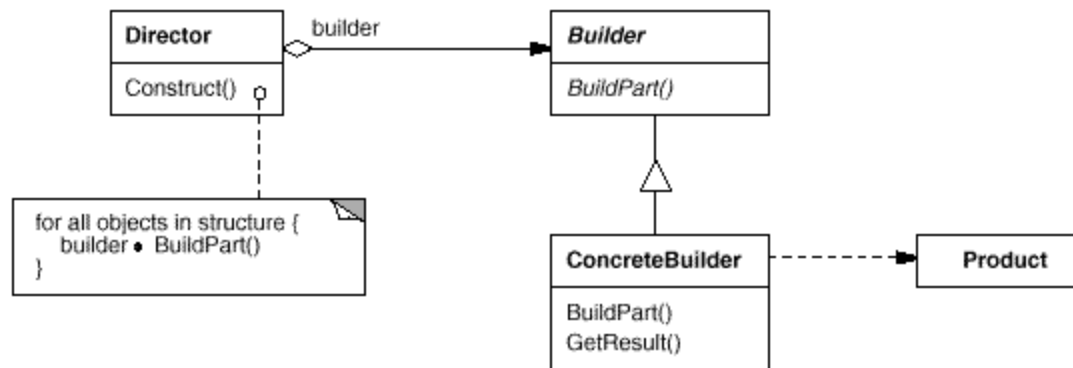 Director
builder
Builder
Construct()
BuildPart()
for all objects in structure {
builder • BuildPart()
}
ConcreteBuilder
Product
BuildPart()
GetResult()